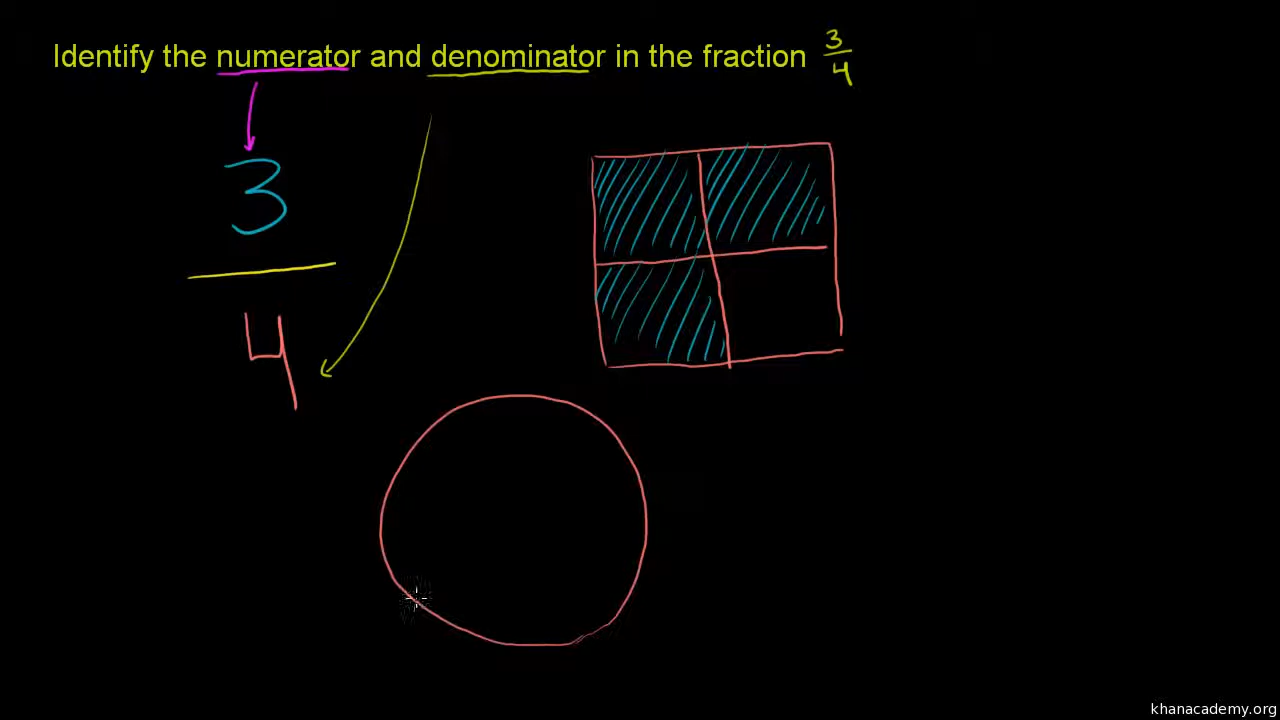 Identify the numerator and denominator in the fraction 3/4
3
4
khanacademy.org